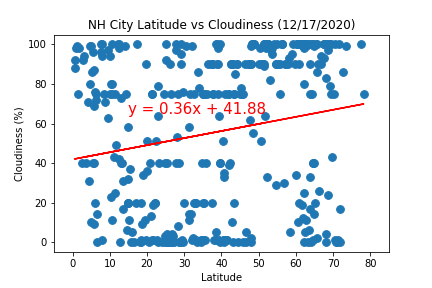 NH City Latitude vs Cloudiness (12/17/2020)
100
80
60
40
20
0
Cloudiness (%)
y = 0.36x + 41.88
0 10 20 30 40 50 60 70 80
Latitude